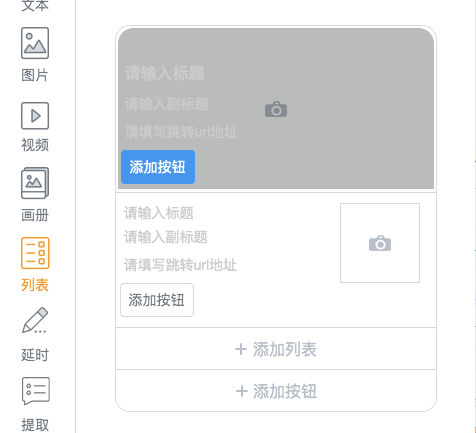 文本
图片
视频
画册
列表
延时
提取
请输入标题
请输入副标题
请填写跳转url地址
添加按钮
请输入标题
请输入副标题
请填写跳转url地址
添加按钮
+ 添加列表
+ 添加按钮